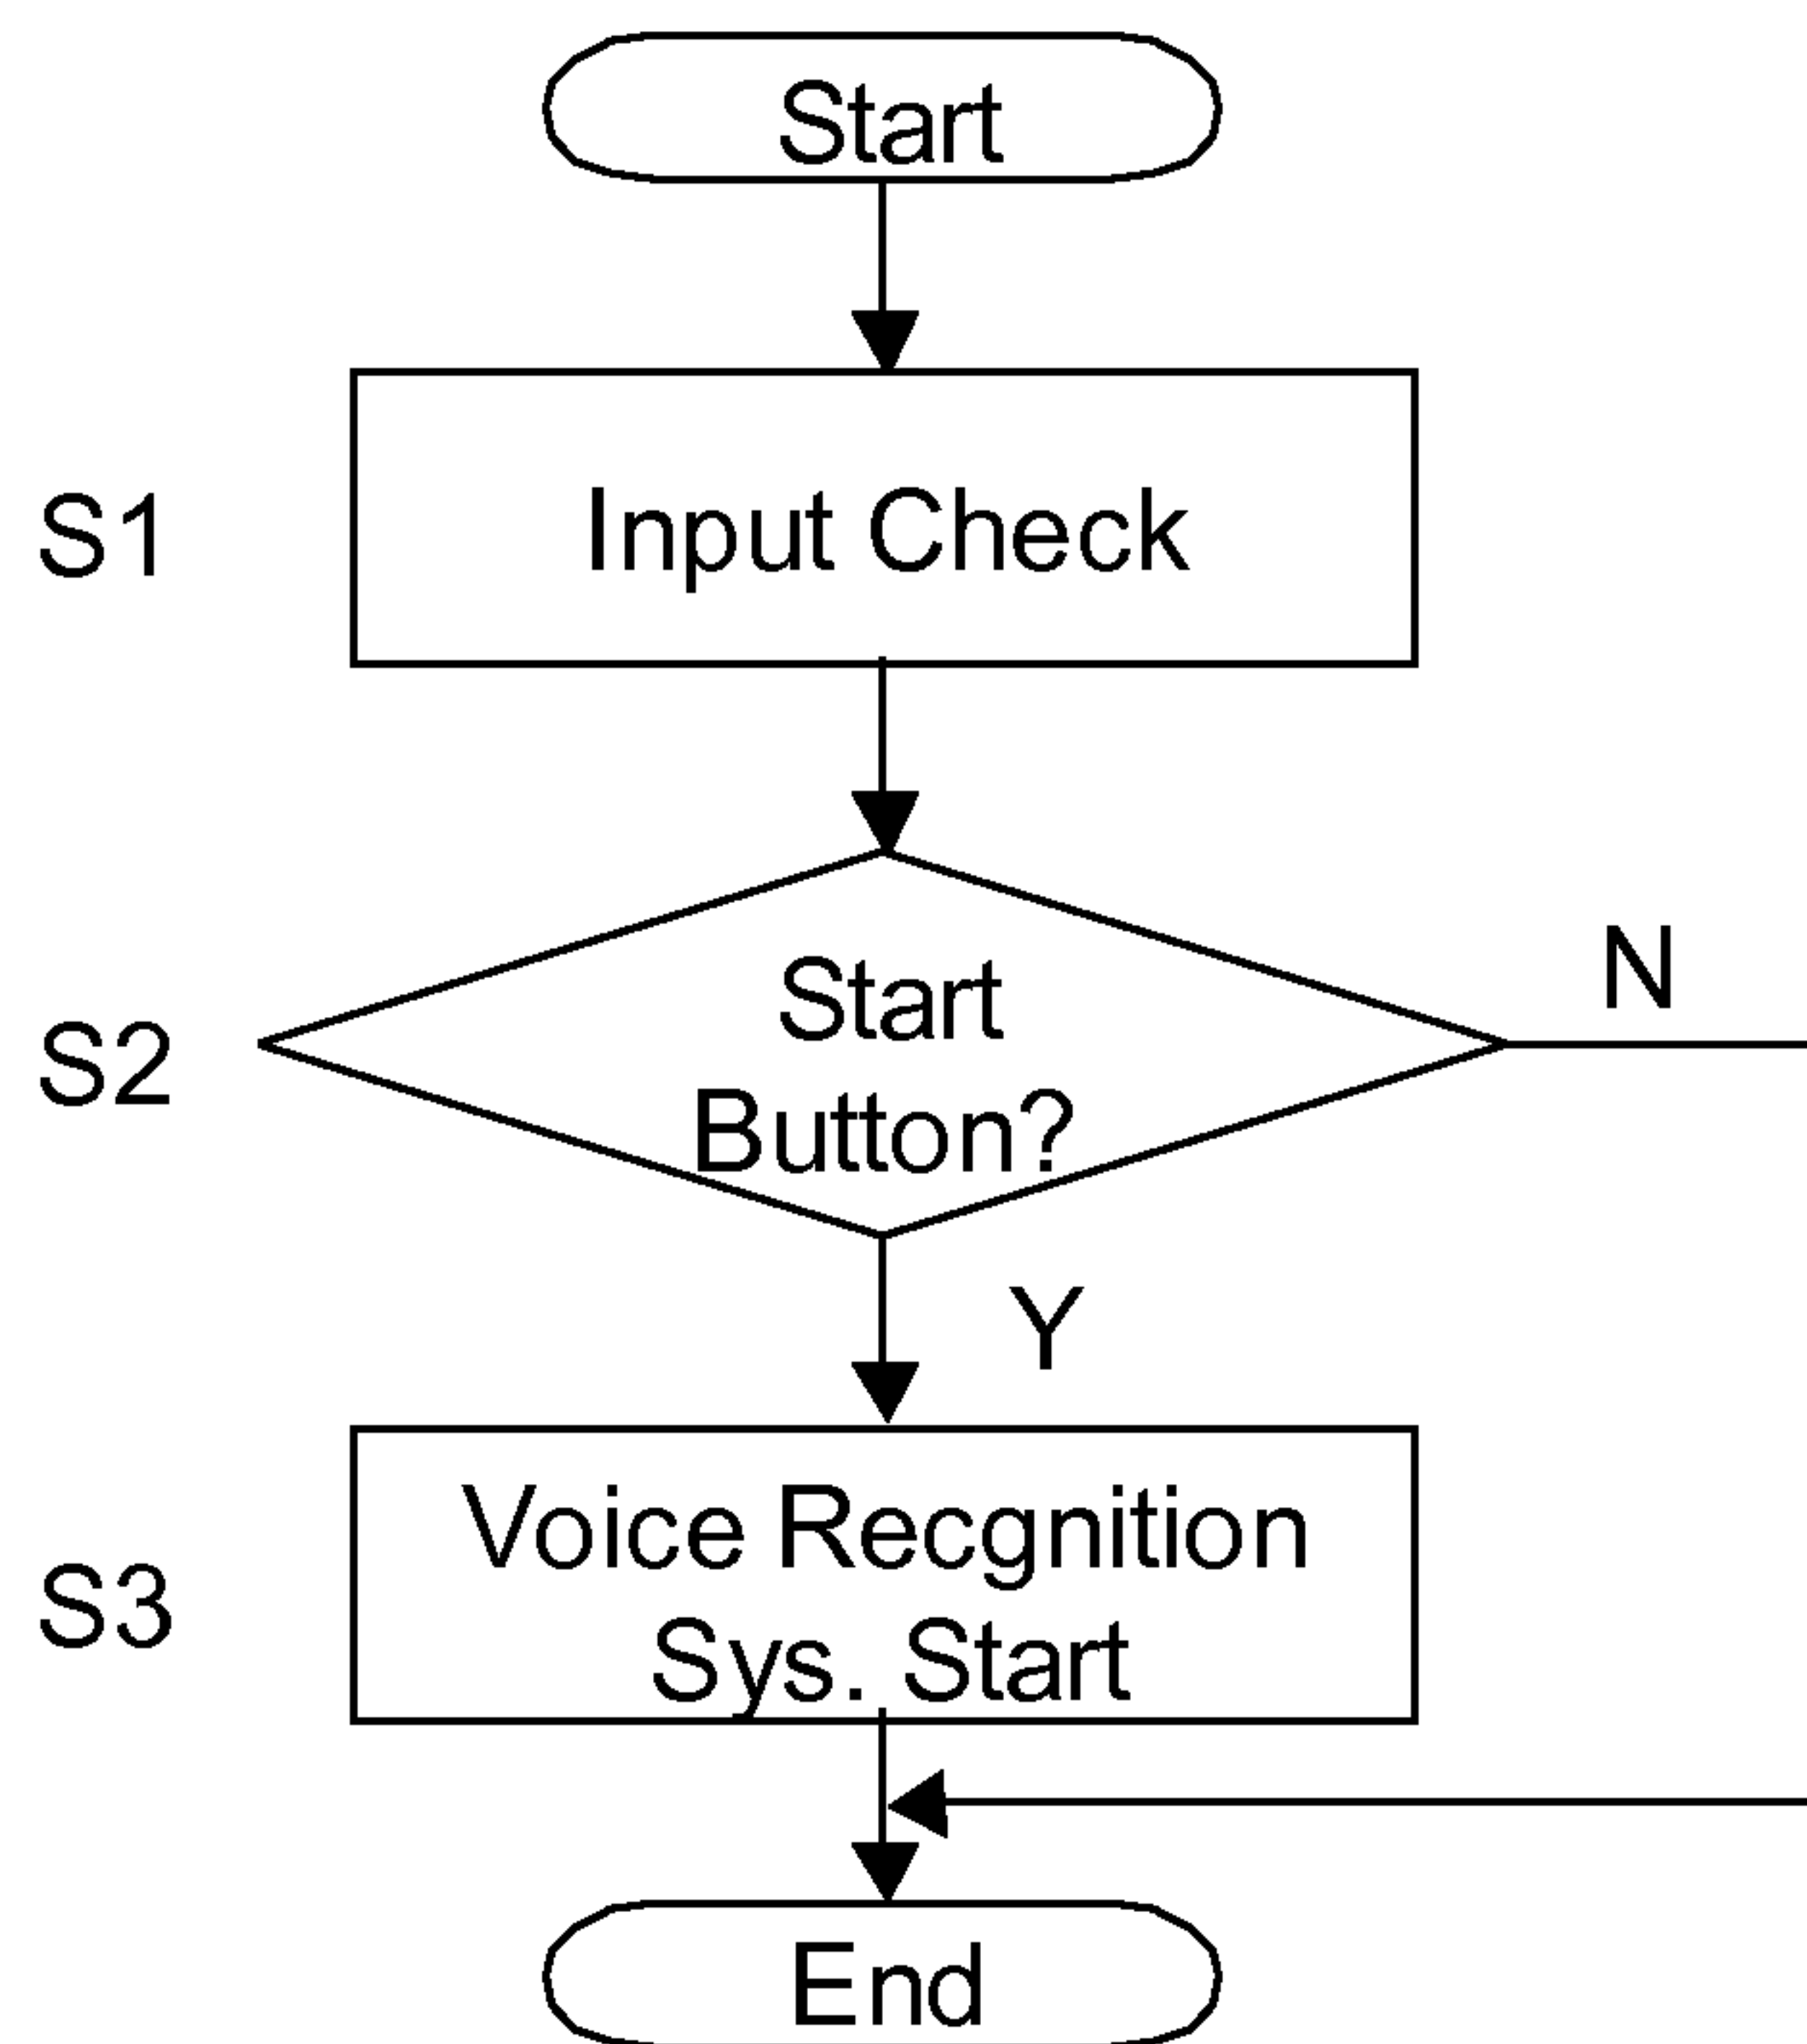 Start
S1
Input Check
S2
Start
Button?
N
Y
S3
Voice Recgnition
Sys. Start
End